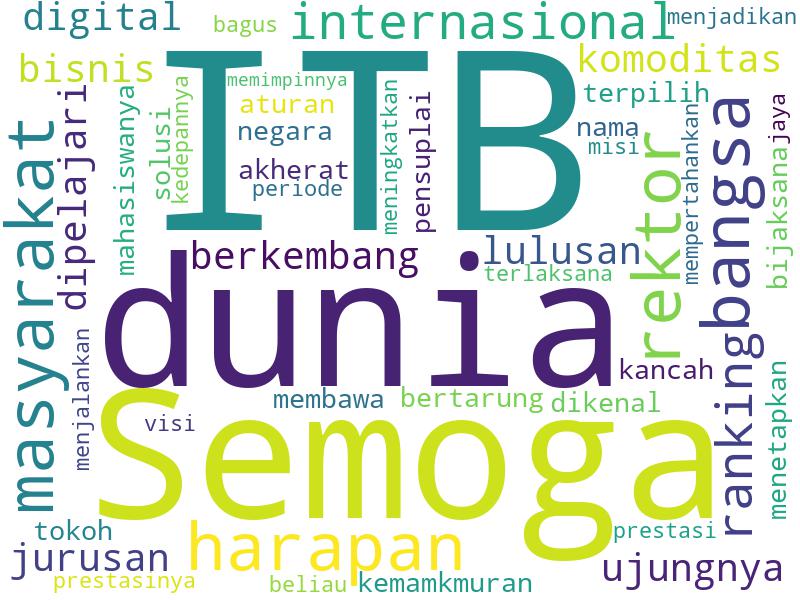 digital
bagus
internasional
menjadikan
bisnis
ITB
komoditas
memimpinnya
aturan
negara
akherat
periode
terpilih
nama
misi
masyarakat
dipelajari
mahasiswanya
solusi
kedepannya
meningkatkan
pensuplai
rektor
mempertahankan
bangsa
jaya
bijaksana
berkembang
lulusan
terlaksana
dunia
kancah
menjalankan
membawa
bertarung
dikenal
ranking
menetapkan
visi
Semoga
tokoh
harapan
prestasi
jurusan
ujungnya
prestasinya
beliau
kemamkmuran